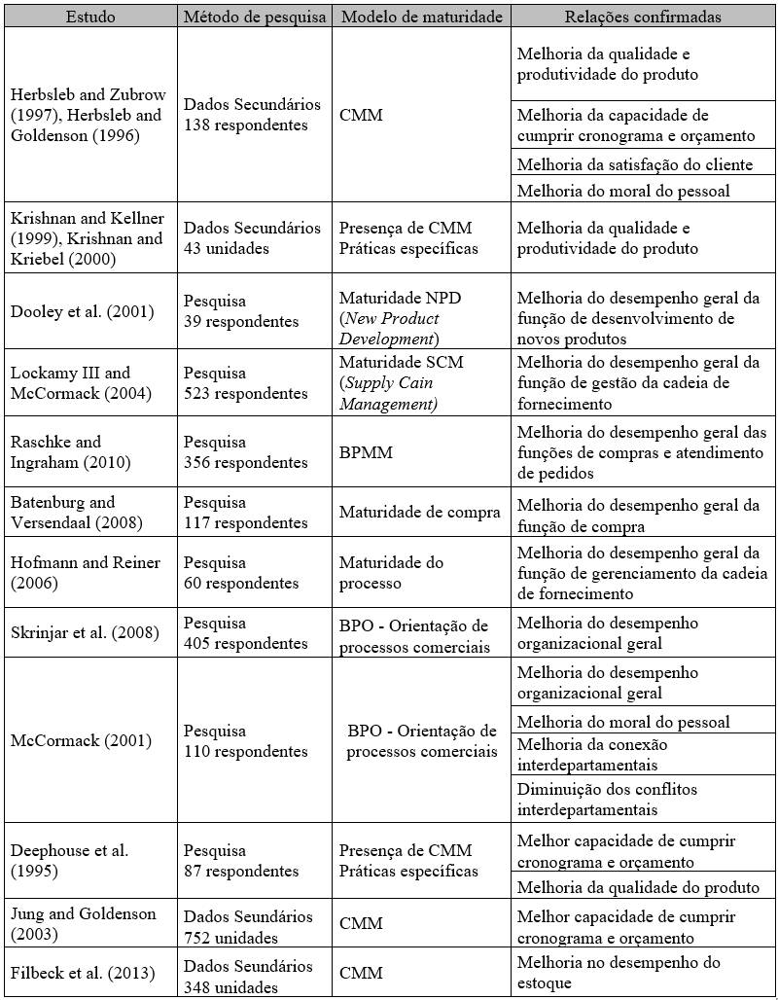 Estudo
Método de pesquisa
Modelo de maturidade
Relações confirmadas
Herbsleb and Zubrow
(1997), Herbsleb and
Goldenson (1996)
Dados Secundários
138 respondentes
CMM
Melhoria da qualidade e
produtividade do produto
Melhoria da capacidade de
cumprir cronograma e orçamento
Melhoria da satisfação do cliente
Melhoria do moral do pessoal
Krishnan and Kellner
(1999), Krishnan and
Kriebel (2000)
Dados Secundários
43 unidades
Presença de CMM
Práticas específicas
Melhoria da qualidade e
produtividade do produto
Dooley et al. (2001)
Pesquisa
39 respondentes
Maturidade NPD
(New Product
Development)
Melhoria do desempenho geral da
função de desenvolvimento de
novos produtos
Lockamy III and
McCormack (2004)
Pesquisa
523 respondentes
Maturidade SCM
(Supply Cain
Management)
Melhoria do desempenho geral da
função de gestão da cadeia de
fornecimento
Raschke and
Ingraham (2010)
Pesquisa
356 respondentes
BPMM
Melhoria do desempenho geral das
funções de compras e atendimento
de pedidos
Batenburg and
Versendaal (2008)
Pesquisa
117 respondentes
Maturidade de compra
Melhoria do desempenho geral da
função de compra
Hofmann and Reiner
(2006)
Pesquisa
60 respondentes
Maturidade do
processo
Melhoria do desempenho geral da
função de gerenciamento da cadeia
de fornecimento
Skrinjar et al. (2008)
Pesquisa
405 respondentes
BPO - Orientação de
processos comerciais
Melhoria do desempenho
organizacional geral
McCormack (2001)
Pesquisa
110 respondentes
BPO - Orientação de
processos comerciais
Melhoria do desempenho
organizacional geral
Melhoria do moral do pessoal
Melhoria da conexão
interdepartamentais
Diminuição dos conflitos
interdepartamentais
Deephouse et al.
(1995)
Pesquisa
87 respondentes
Presença de CMM
Práticas específicas
Melhor capacidade de cumprir
cronograma e orçamento
Melhoria da qualidade do produto
Jung and Goldenson
(2003)
Dados Seundários
752 unidades
CMM
Melhor capacidade de cumprir
cronograma e orçamento
Filbeck et al. (2013)
Dados Seundários
348 unidades
CMM
Melhoria no desempenho do
estoque